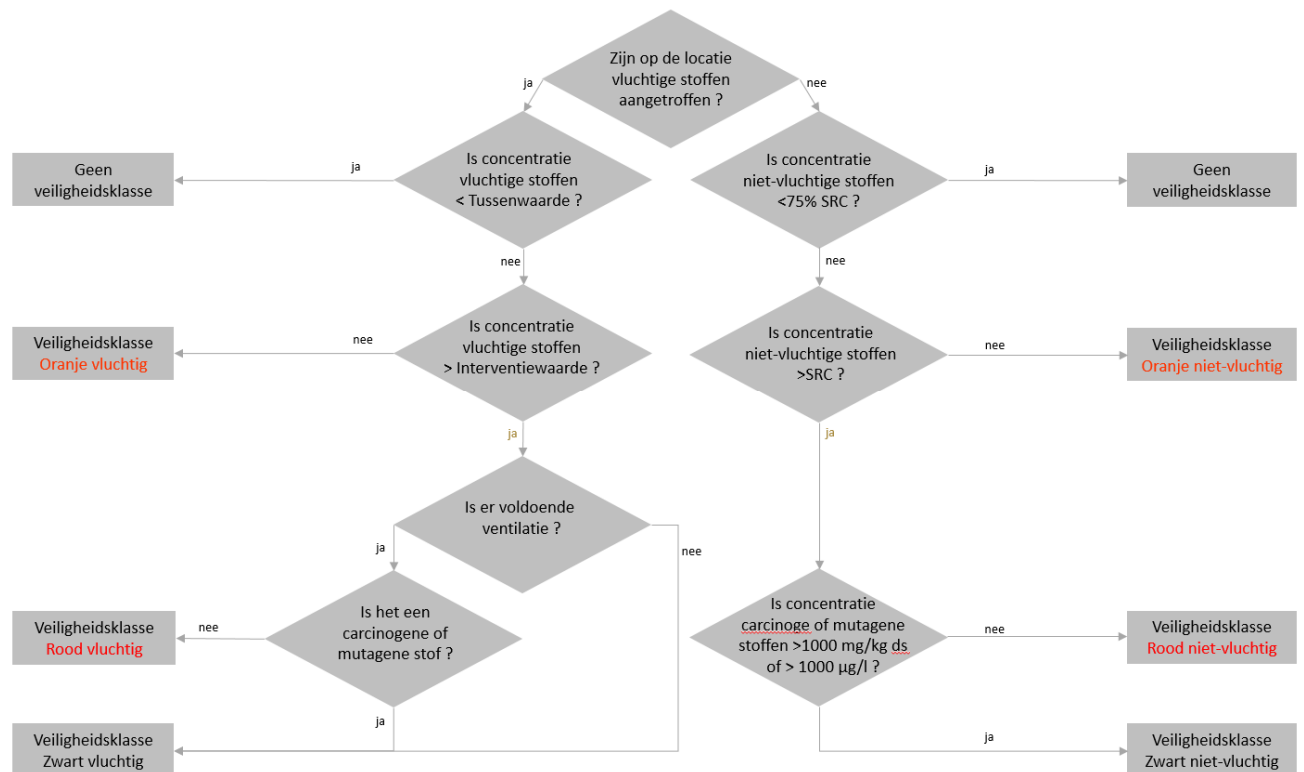 Zijn op de locatie
vluchtige stoffen
aangetroffen ?
ja
nee
Is concentratie
vluchtige stoffen
< Tussenwaarde ?
Is concentratie
niet-vluchtige stoffen
<75% SRC ?
ja
Geen
veiligheidsklasse
ja
Geen
veiligheidsklasse
nee
nee
Is concentratie
vluchtige stoffen
> Interventiewaarde ?
Is concentratie
niet-vluchtige stoffen
>SRC ?
nee
Veiligheidsklasse
Oranje vluchtig
nee
Veiligheidsklasse
Oranje niet-vluchtig
ja
ja
Is er voldoende
ventilatie ?
ja
nee
Is het een
carcinogene of
mutagene stof ?
Is concentratie
carcinoge of mutagene
stoffen >1000 mg/kg ds
of > 1000 µg/l ?
nee
Veiligheidsklasse
Rood vluchtig
nee
Veiligheidsklasse
Rood niet-vluchtig
ja
Veiligheidsklasse
Zwart vluchtig
ja
Veiligheidsklasse
Zwart niet-vluchtig